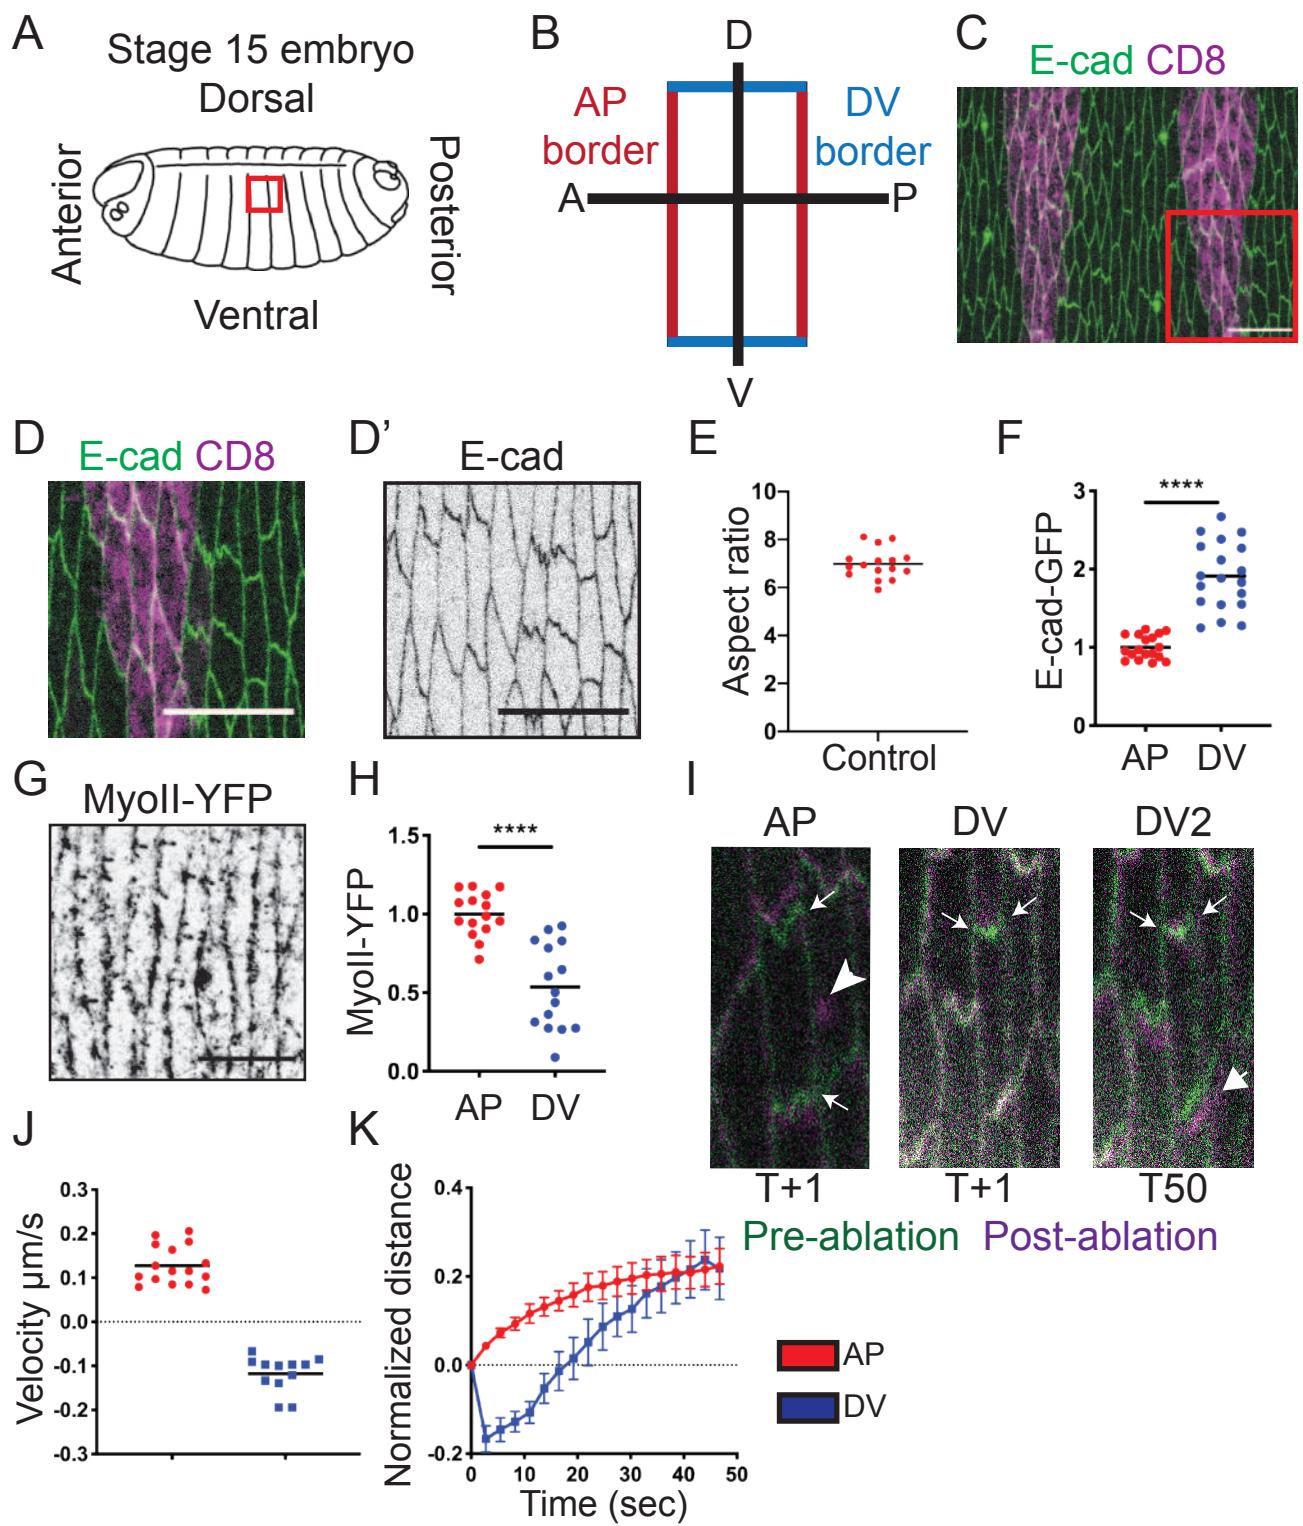 A
Stage 15 embryo
Dorsal
Anterior
Posterior
Ventral
B
D
AP
border
DV
border
A
P
V
C
E-cad CD8
D
E-cad CD8
D’
E-cad
E
Aspect ratio
10
8
6
4
2
0
Control
F
E-cad-GFP
3
2
1
0
****
AP
DV
G
MyoII-YFP
H
MyoII-YFP
1.5
1.0
0.5
0.0
****
AP
DV
I
AP
DV
DV2
T+1
T+1
T50
Pre-ablation Post-ablation
J
Velocity µm/s
0.3
0.2
0.1
0.0
-0.1
-0.2
-0.3
K
Normalized distance
0.4
0.2
0.0
-0.2
0 10 20 30 40 50
Time (sec)
AP
DV